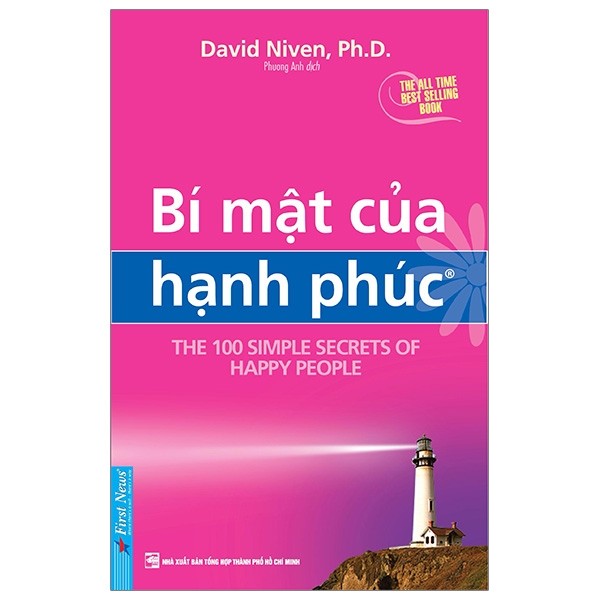 David Niven, Ph.D.
Phương Anh dịch
THE ALL TIME
BEST SELLING
BOOK
Bí mật của
hạnh phúc®
THE 100 SIMPLE SECRETS OF
HAPPY PEOPLE
First News®
NHÀ XUẤT BẢN TỔNG HỢP THÀNH PHỐ HỒ CHÍ MINH